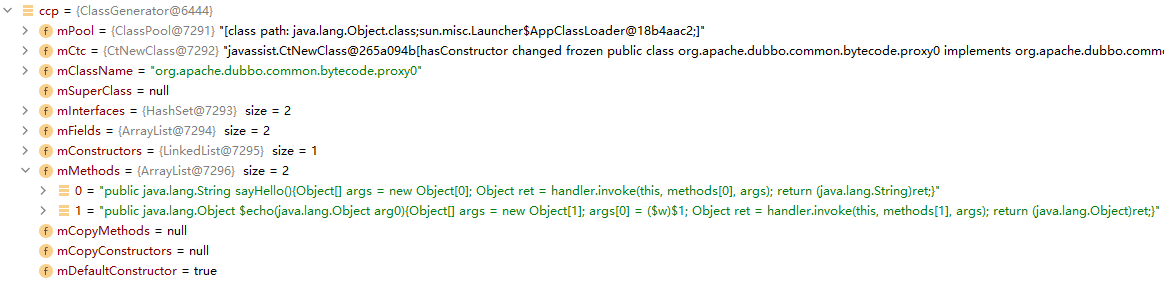 ccp = {ClassGenerator@6444}
f mPool = {ClassPool@7291} "[class path: java.lang.Object.class;sun.misc.Launcher$AppClassLoader@18b4aac2;]"
f mCtc = {CtNewClass@7292} "javassist.CtNewClass@265a094b[hasConstructor changed frozen public class org.apache.dubbo.common.bytecode.proxy0 implements org.apache.dubbo.comm
f mClassName = "org.apache.dubbo.common.bytecode.proxy0"
f mSuperClass = null
f mInterfaces = {HashSet@7293} size = 2
f mFields = {ArrayList@7294} size = 2
f mConstructors = {LinkedList@7295} size = 1
f mMethods = {ArrayList@7296} size = 2
0 = "public java.lang.String sayHello(){Object[] args = new Object[0]; Object ret = handler.invoke(this, methods[0], args); return (java.lang.String)ret;}"
1 = "public java.lang.Object $echo(java.lang.Object arg0){Object[] args = new Object[1]; args[0] = ($w)$1; Object ret = handler.invoke(this, methods[1], args); return (java.lang.Object)ret;}"
f mCopyMethods = null
f mCopyConstructors = null
f mDefaultConstructor = true